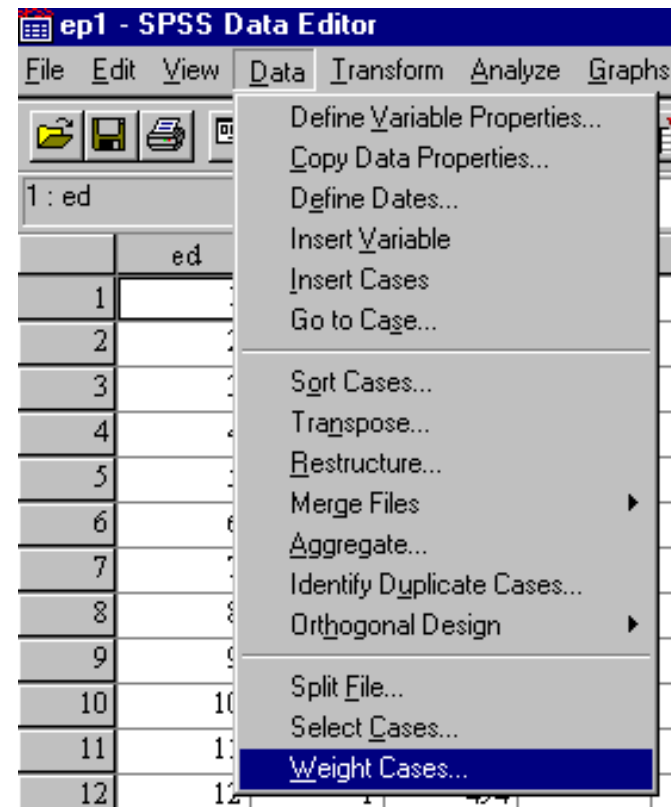 ep1 - SPSS Data Editor
File Edit View Data Transform Analyze Graphs
1 : ed
ed
Define Variable Properties...
Copy Data Properties...
Define Dates...
Insert Variable
Insert Cases
Go to Case...
Sort Cases...
Transpose...
Restructure...
Merge Files
Aggregate...
Identify Duplicate Cases...
Orthogonal Design
Split File...
Select Cases...
Weight Cases...
1
2
3
4
5
6
7
8
9
10 10
11
12 12 1